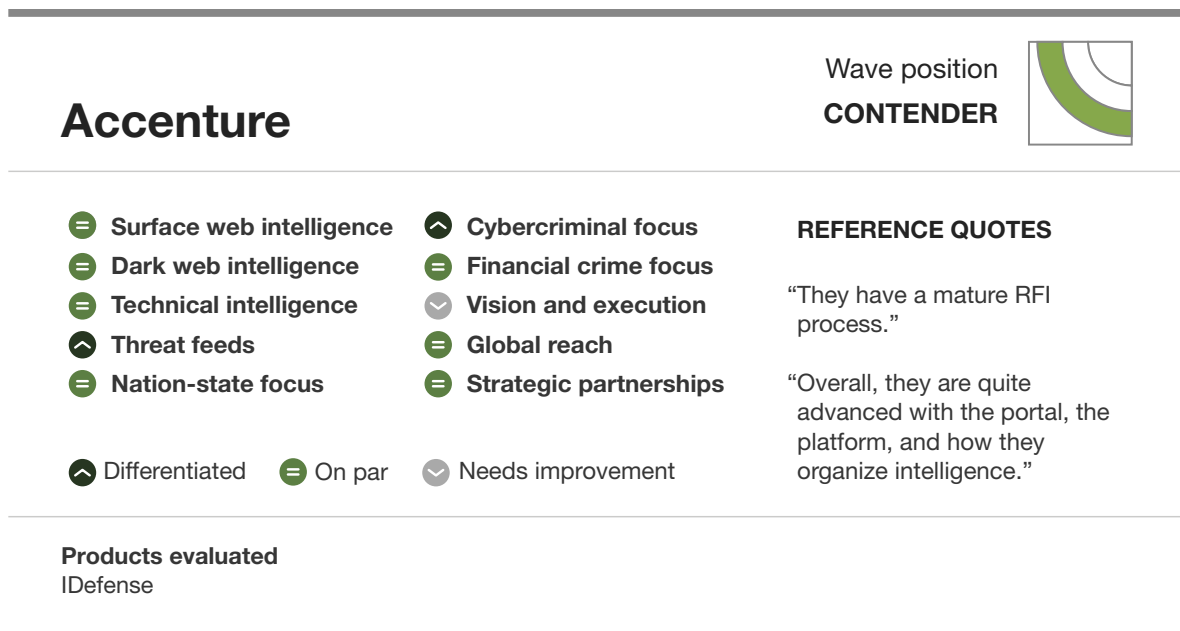 Wave position
CONTENDER
Accenture
Surface web intelligence
Dark web intelligence
Technical intelligence
Threat feeds
Nation-state focus
Cybercriminal focus
Financial crime focus
Vision and execution
Global reach
Strategic partnerships
Differentiated
On par
Needs improvement
REFERENCE QUOTES
“They have a mature RFI
process.”
“Overall, they are quite
advanced with the portal, the
platform, and how they
organize intelligence.”
Products evaluated
IDefense